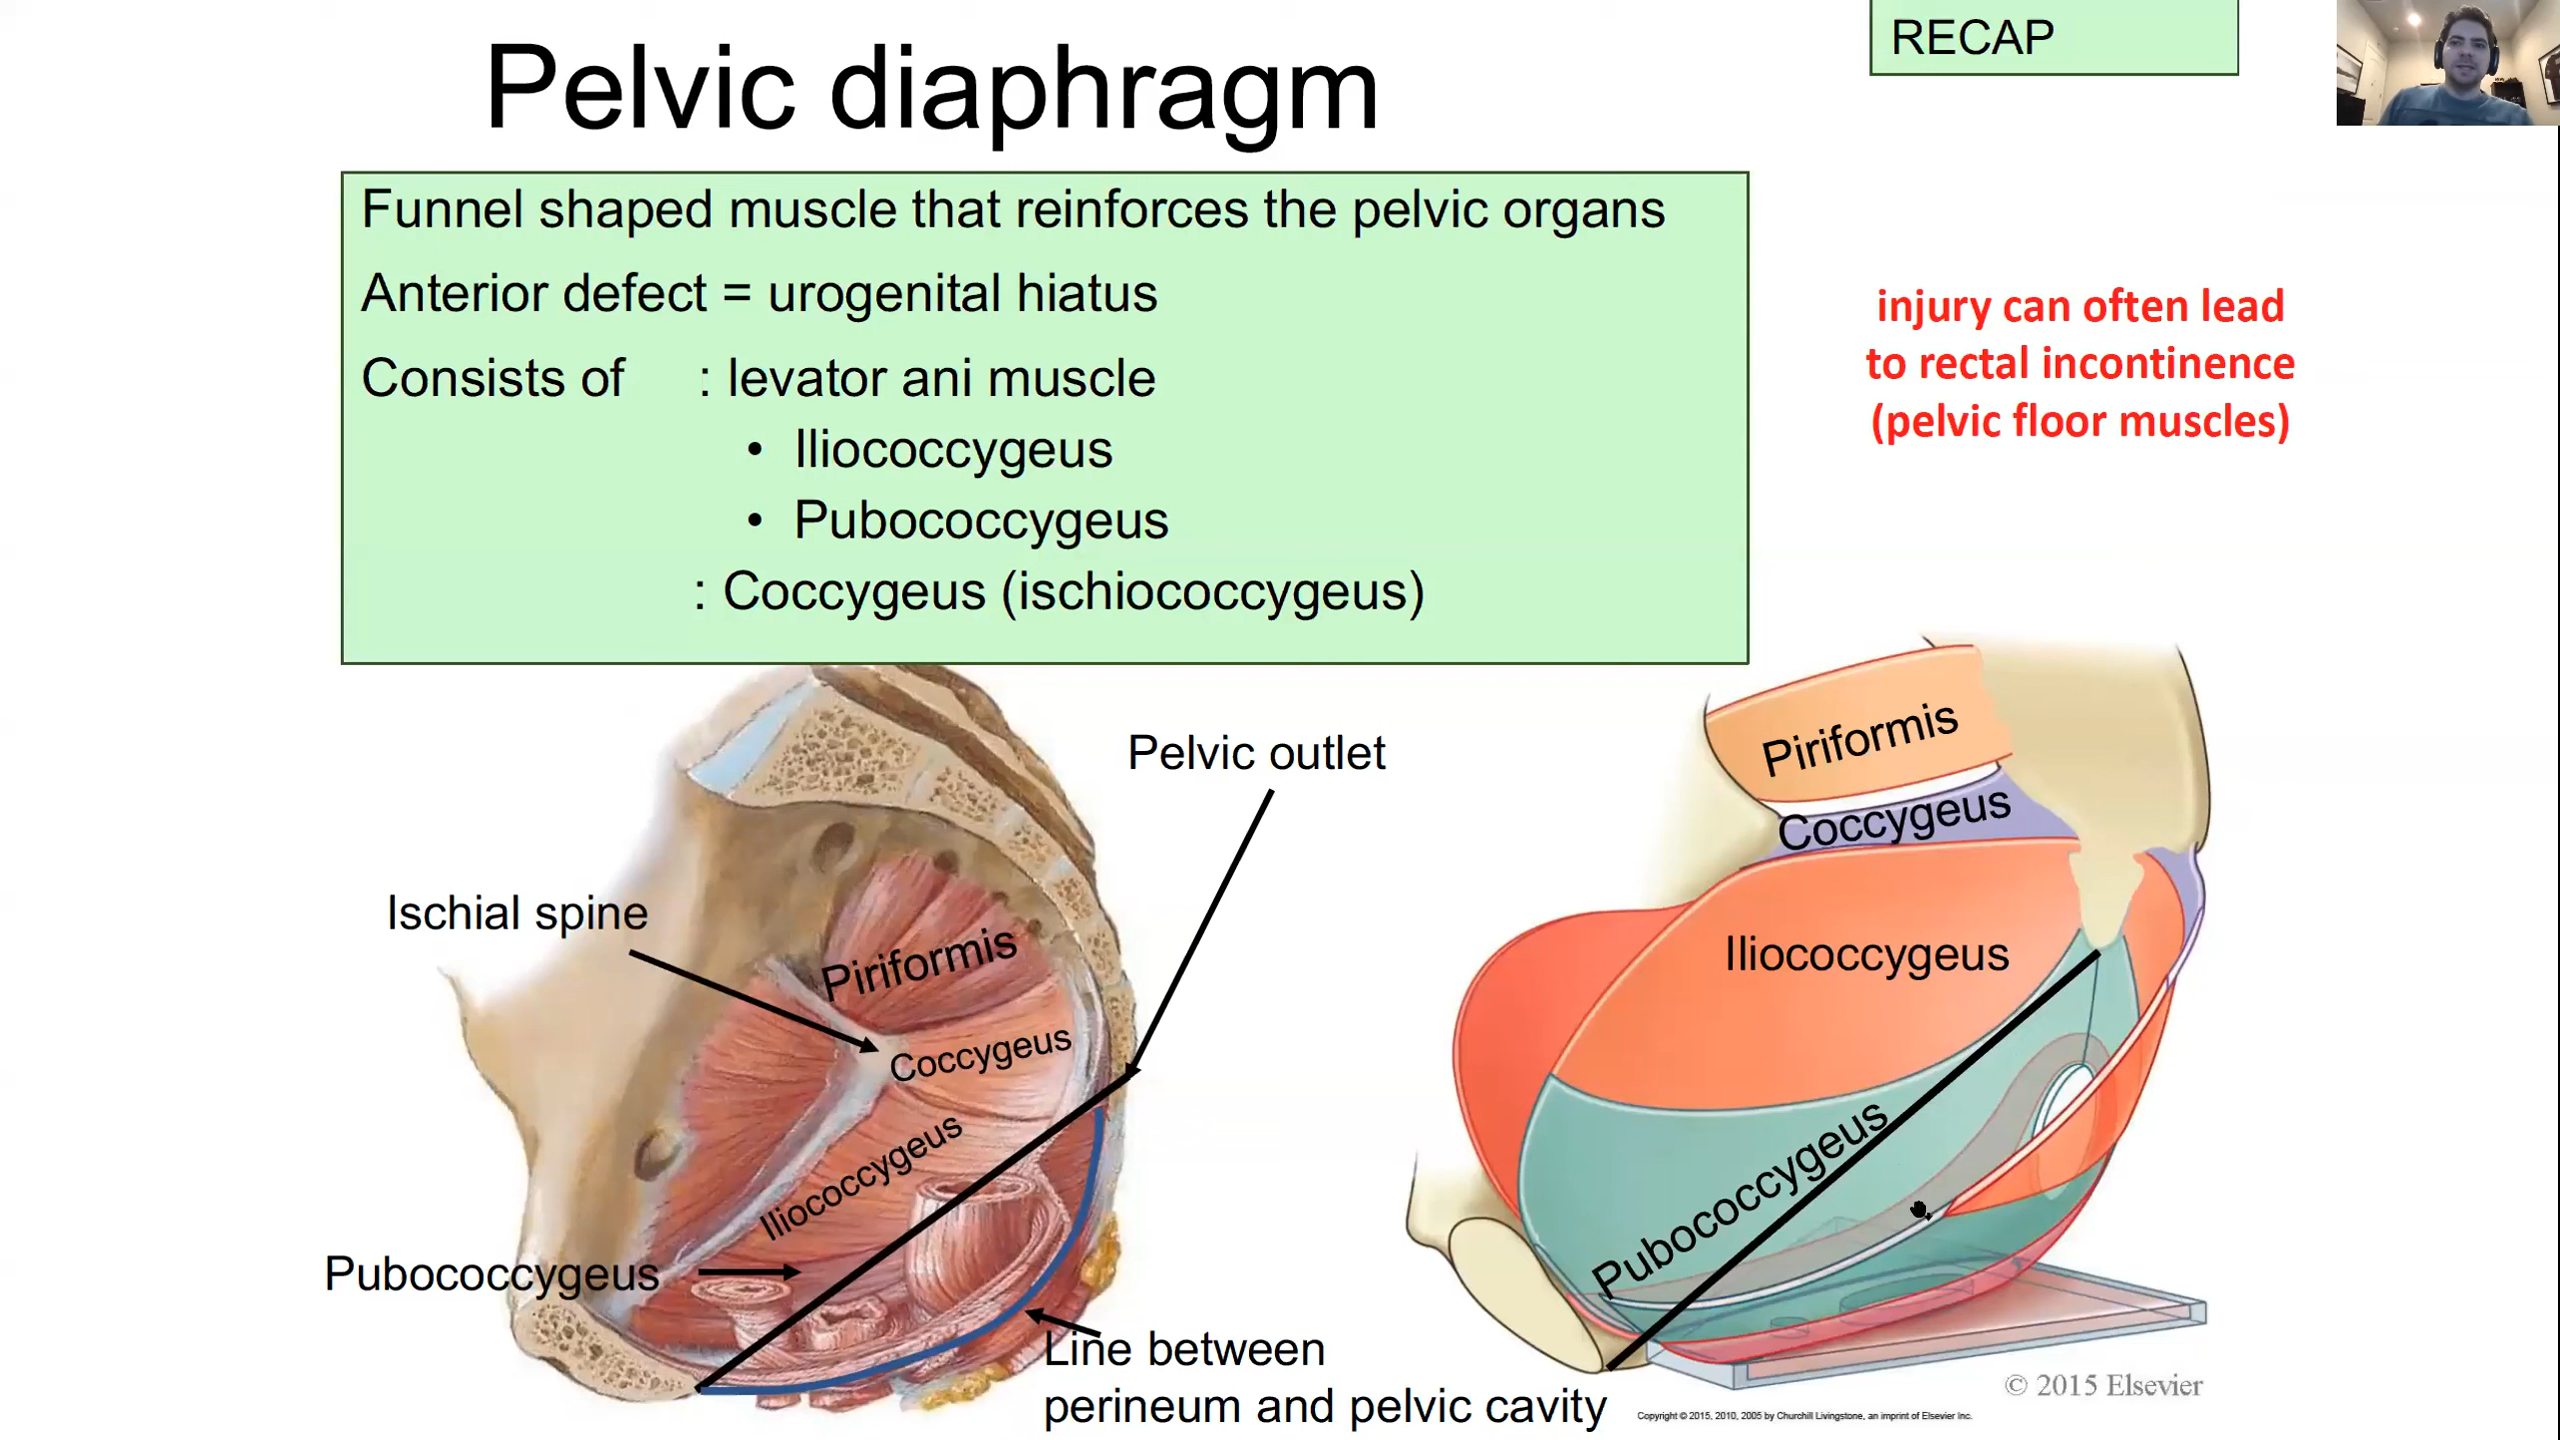 RECAP
Pelvic diaphragm
Funnel shaped muscle that reinforces the pelvic organs
Anterior defect = urogenital hiatus
Consists of : levator ani muscle
• Iliococcygeus
• Pubococcygeus
: Coccygeus (ischiococcygeus)
injury can often lead
to rectal incontinence
(pelvic floor muscles)
Pelvic outlet
Ischial spine
Piriformis
Coccygeus
Iliococcygeus
Pubococcygeus
Line between
perineum and pelvic cavity
Piriformis
Coccygeus
Iliococcygeus
Pubococcygeus
© 2015 Elsevier
Copyright © 2015, 2010, 2005 by Churchill Livingstone, an imprint of Elsevier Inc.